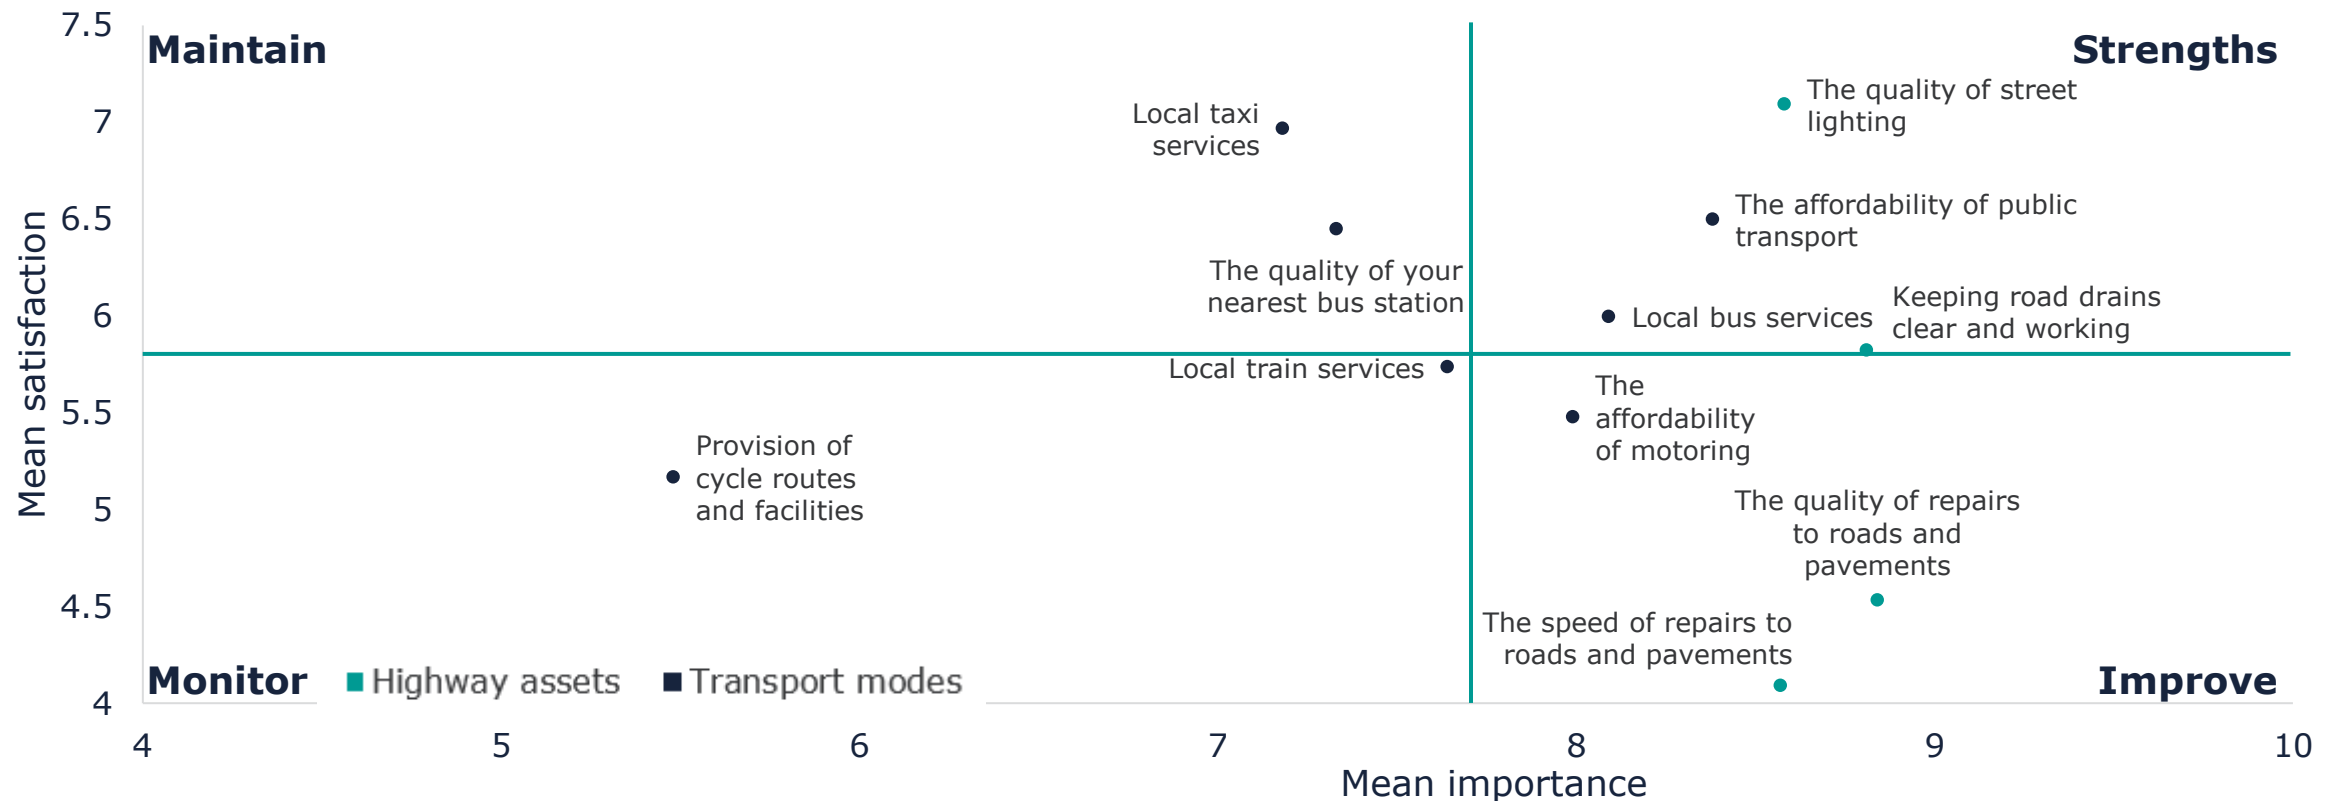 7.5
Maintain
Strengths
The quality of street
lighting
7
Local taxi
services
6.5
The affordability of public
transport
The quality of your
nearest bus station
6
Local bus services
Keeping road drains
clear and working
Local train services
5.5
The
affordability
of motoring
Provision of
cycle routes
and facilities
5
The quality of repairs
to roads and
pavements
4.5
The speed of repairs to
roads and pavements
Monitor
Highway assets
Transport modes
Improve
4
Mean satisfaction
4
5
6
7
8
9
10
Mean importance